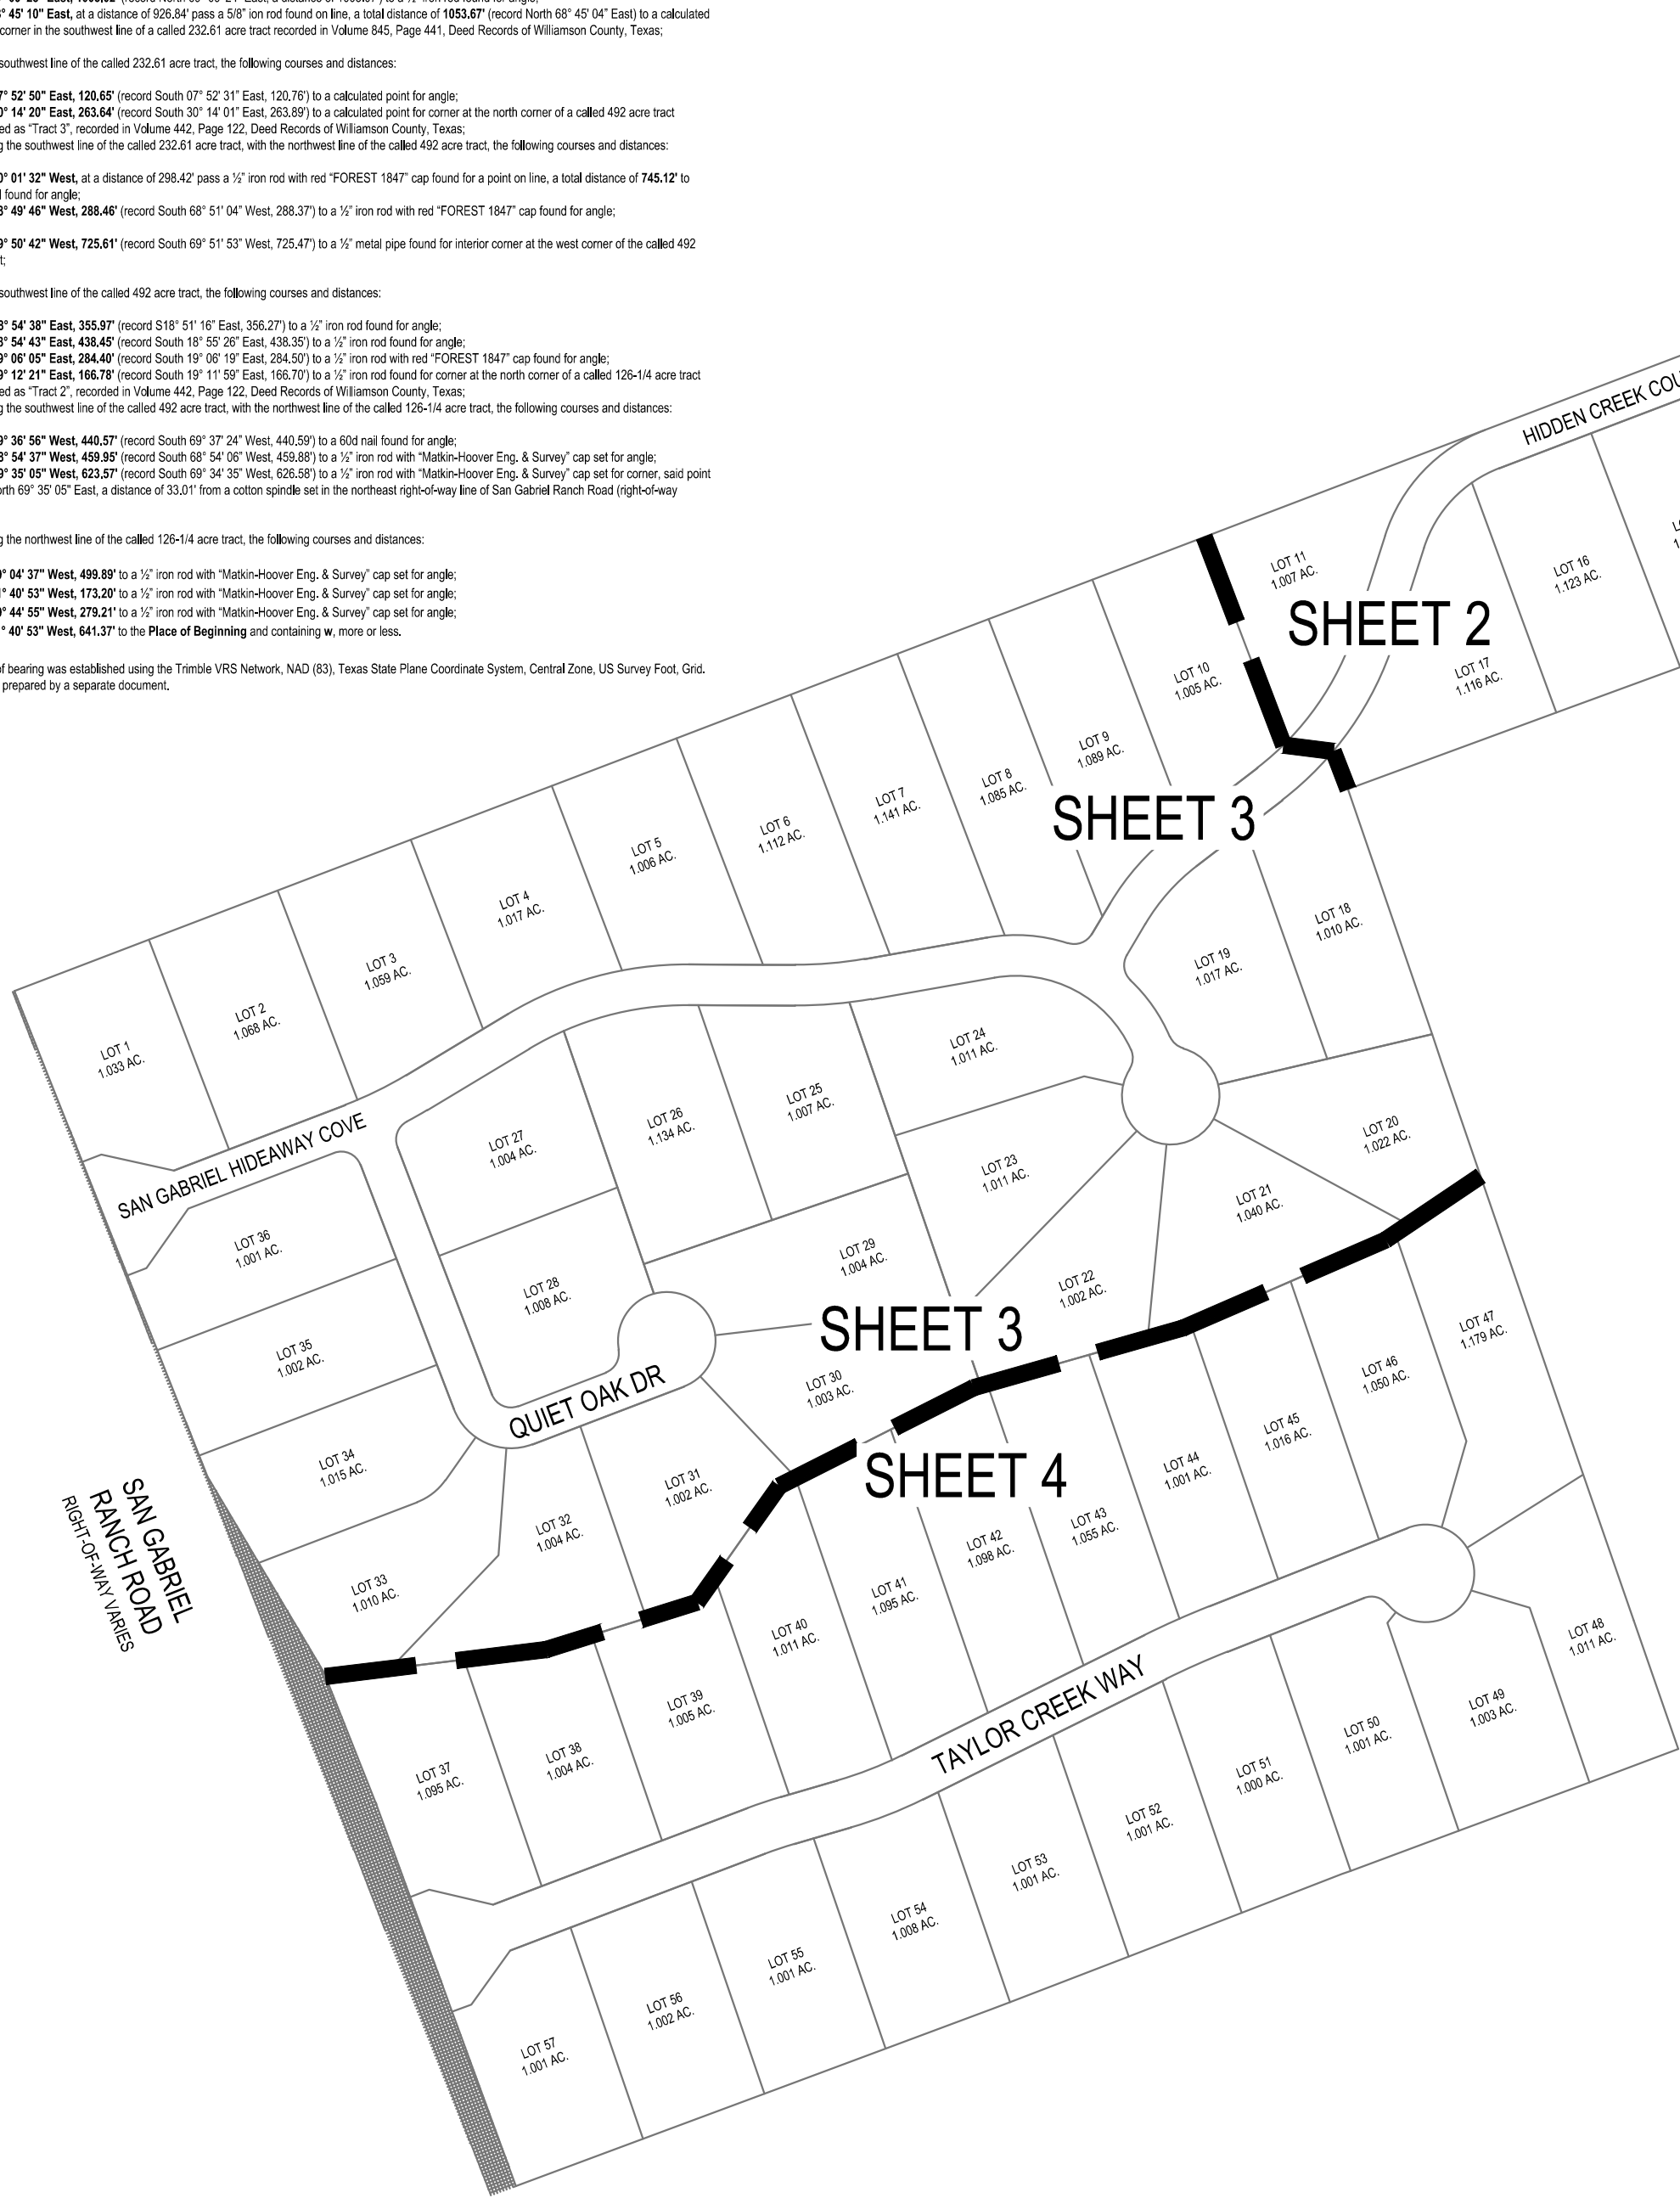 ° 45' 10" East, at a distance of 926.84' pass a 5/8" ion rod found on line, a total distance of 1053.67' (record North 68° 45' 04" East) to a calculated
corner in the southwest line of a called 232.61 acre tract recorded in Volume 845, Page 441, Deed Records of Williamson County, Texas;
southwest line of the called 232.61 acre tract, the following courses and distances:
7° 52' 50" East, 120.65' (record South 07° 52' 31" East, 120.76') to a calculated point for angle;
0° 14' 20" East, 263.64' (record South 30° 14' 01" East, 263.89') to a calculated point for corner at the north corner of a called 492 acre tract
ed as "Tract 3", recorded in Volume 442, Page 122, Deed Records of Williamson County, Texas;
g the southwest line of the called 232.61 acre tract, with the northwest line of the called 492 acre tract, the following courses and distances:
0° 01' 32" West, at a distance of 298.42' pass a ½" iron rod with red "FOREST 1847" cap found for a point on line, a total distance of 745.12' to
found for angle;
8° 49' 46" West, 288.46' (record South 68° 51' 04" West, 288.37') to a ½" iron rod with red "FOREST 1847" cap found for angle;
9° 50' 42" West, 725.61' (record South 69° 51' 53" West, 725.47') to a ½" metal pipe found for interior corner at the west corner of the called 492
t;
southwest line of the called 492 acre tract, the following courses and distances:
8° 54' 38" East, 355.97' (record S18° 51' 16" East, 356.27') to a ½" iron rod found for angle;
8° 54' 43" East, 438.45' (record South 18° 55' 26" East, 438.35') to a ½" iron rod found for angle;
9° 06' 05" East, 284.40' (record South 19° 06' 19" East, 284.50') to a ½" iron rod with red "FOREST 1847" cap found for angle;
9° 12' 21" East, 166.78' (record South 19° 11' 59" East, 166.70') to a ½" iron rod found for corner at the north corner of a called 126-1/4 acre tract
ed as "Tract 2", recorded in Volume 442, Page 122, Deed Records of Williamson County, Texas;
g the southwest line of the called 492 acre tract, with the northwest line of the called 126-1/4 acre tract, the following courses and distances:
9° 36' 56" West, 440.57' (record South 69° 37' 24" West, 440.59') to a 60d nail found for angle;
8° 54' 37" West, 459.95' (record South 68° 54' 06" West, 459.88') to a ½" iron rod with "Matkin-Hoover Eng. & Survey" cap set for angle;
9° 35' 05" West, 623.57' (record South 69° 34' 35" West, 626.58') to a ½" iron rod with "Matkin-Hoover Eng. & Survey" cap set for corner, said point
orth 69° 35' 05" East, a distance of 33.01' from a cotton spindle set in the northeast right-of-way line of San Gabriel Ranch Road (right-of-way
g the northwest line of the called 126-1/4 acre tract, the following courses and distances:
° 04' 37" West, 499.89' to a ½" iron rod with "Matkin-Hoover Eng. & Survey" cap set for angle;
° 40' 53" West, 173.20' to a ½" iron rod with "Matkin-Hoover Eng. & Survey" cap set for angle;
° 44' 55" West, 279.21' to a ½" iron rod with "Matkin-Hoover Eng. & Survey" cap set for angle;
° 40' 53" West, 641.37' to the Place of Beginning and containing w, more or less.
of bearing was established using the Trimble VRS Network, NAD (83), Texas State Plane Coordinate System, Central Zone, US Survey Foot, Grid.
prepared by a separate document.
HIDDEN CREEK COU
LOT 11
1.007 AC.
LOT 16
1.123 AC.
SHEET 2
LOT 17
1.116 AC.
LOT 10
1.005 AC.
LOT 9
1.089 AC.
LOT 8
1.085 AC.
LOT 7
1.141 AC.
LOT 6
1.112 AC.
LOT 5
1.006 AC.
LOT 4
1.017 AC.
LOT 3
1.059 AC.
LOT 2
1.068 AC.
LOT 1
1.033 AC.
SHEET 3
LOT 18
1.010 AC.
LOT 19
1.017 AC.
LOT 24
1.011 AC.
LOT 25
1.007 AC.
LOT 26
1.134 AC.
LOT 27
1.004 AC.
SAN GABRIEL HIDEAWAY COVE
LOT 20
1.022 AC.
LOT 23
1.011 AC.
LOT 21
1.040 AC.
LOT 36
1.001 AC.
LOT 29
1.004 AC.
LOT 28
1.008 AC.
LOT 22
1.002 AC.
SHEET 3
LOT 35
1.002 AC.
LOT 30
1.003 AC.
QUIET OAK DR
LOT 47
1.179 AC.
LOT 46
1.050 AC.
LOT 45
1.016 AC.
LOT 44
1.001 AC.
SHEET 4
LOT 34
1.015 AC.
LOT 31
1.002 AC.
LOT 32
1.004 AC.
LOT 43
1.055 AC.
LOT 42
1.098 AC.
LOT 33
1.010 AC.
SAN GABRIEL
RANCH ROAD
RIGHT-OF-WAY VARIES
LOT 41
1.095 AC.
LOT 40
1.011 AC.
LOT 39
1.005 AC.
LOT 38
1.004 AC.
LOT 37
1.095 AC.
TAYLOR CREEK WAY
LOT 48
1.011 AC.
LOT 49
1.003 AC.
LOT 50
1.001 AC.
LOT 51
1.000 AC.
LOT 52
1.001 AC.
LOT 53
1.001 AC.
LOT 54
1.008 AC.
LOT 55
1.001 AC.
LOT 56
1.002 AC.
LOT 57
1.001 AC.